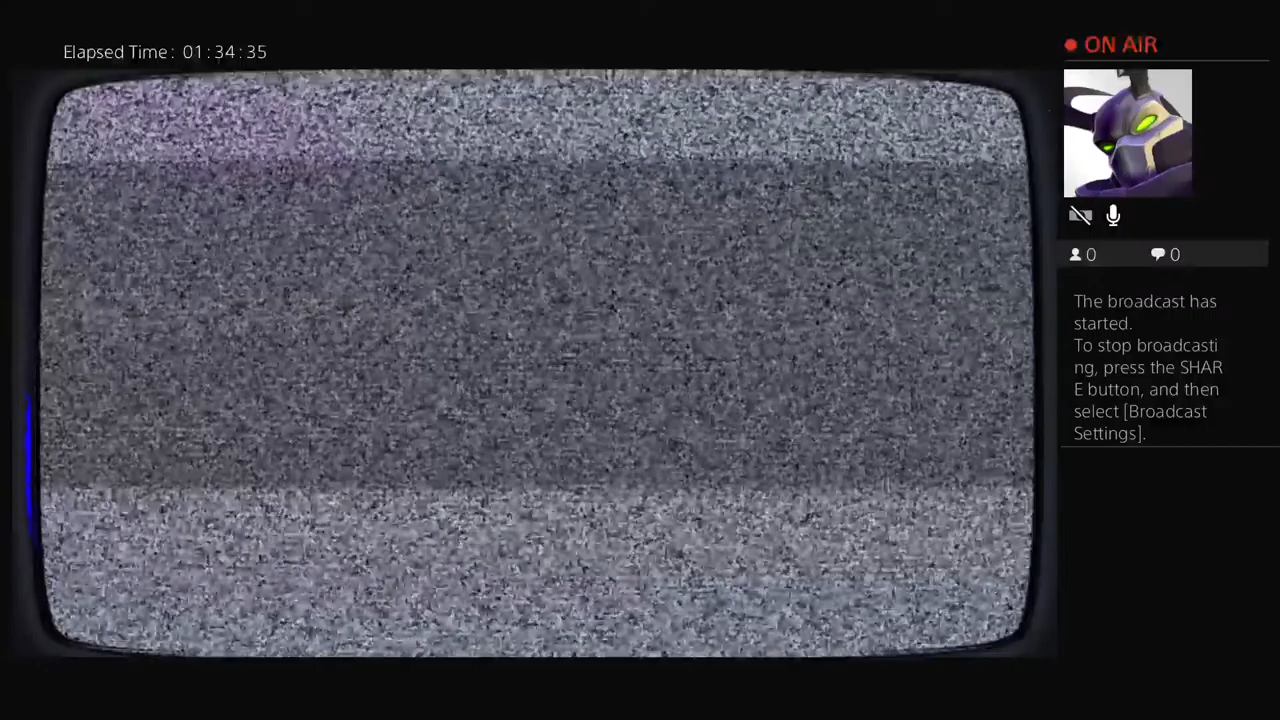 Elapsed Time: 01:34:35
ON AIR
0
0
The broadcast has
started.
To stop broadcasti
ng, press the SHAR
E button, and then
select [Broadcast
Settings].